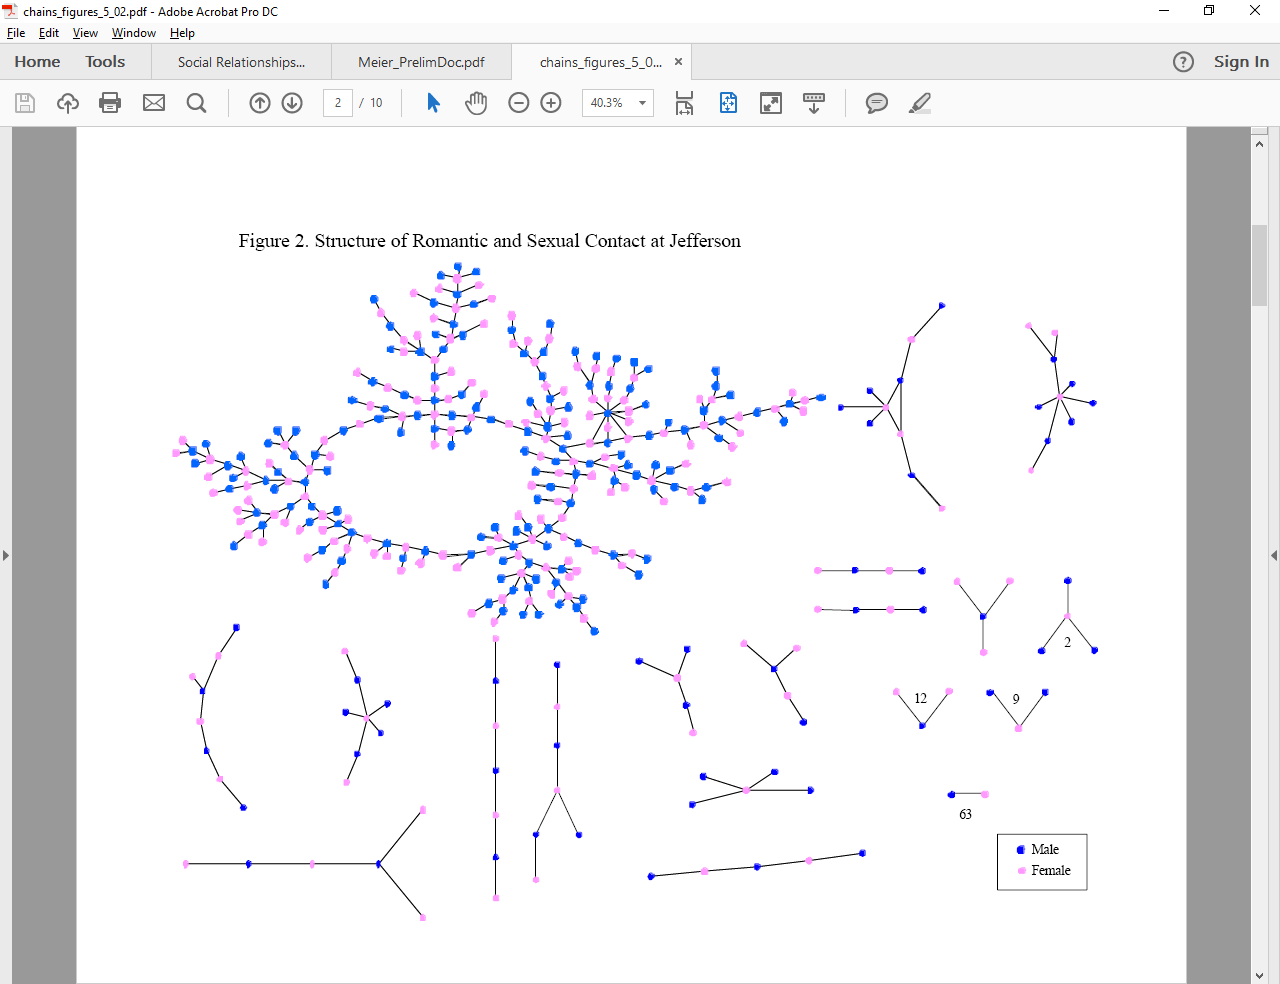 chains_figures_5_02.pdf - Adobe Acrobat Pro DC
File Edit View Window Help
Home Tools Social Relationships... Meier_PrelimDoc.pdf chains_figures_5_0... × Sign In
2 / 10 40.3%
Figure 2. Structure of Romantic and Sexual Contact at Jefferson
2
12 9
63
Male
Female